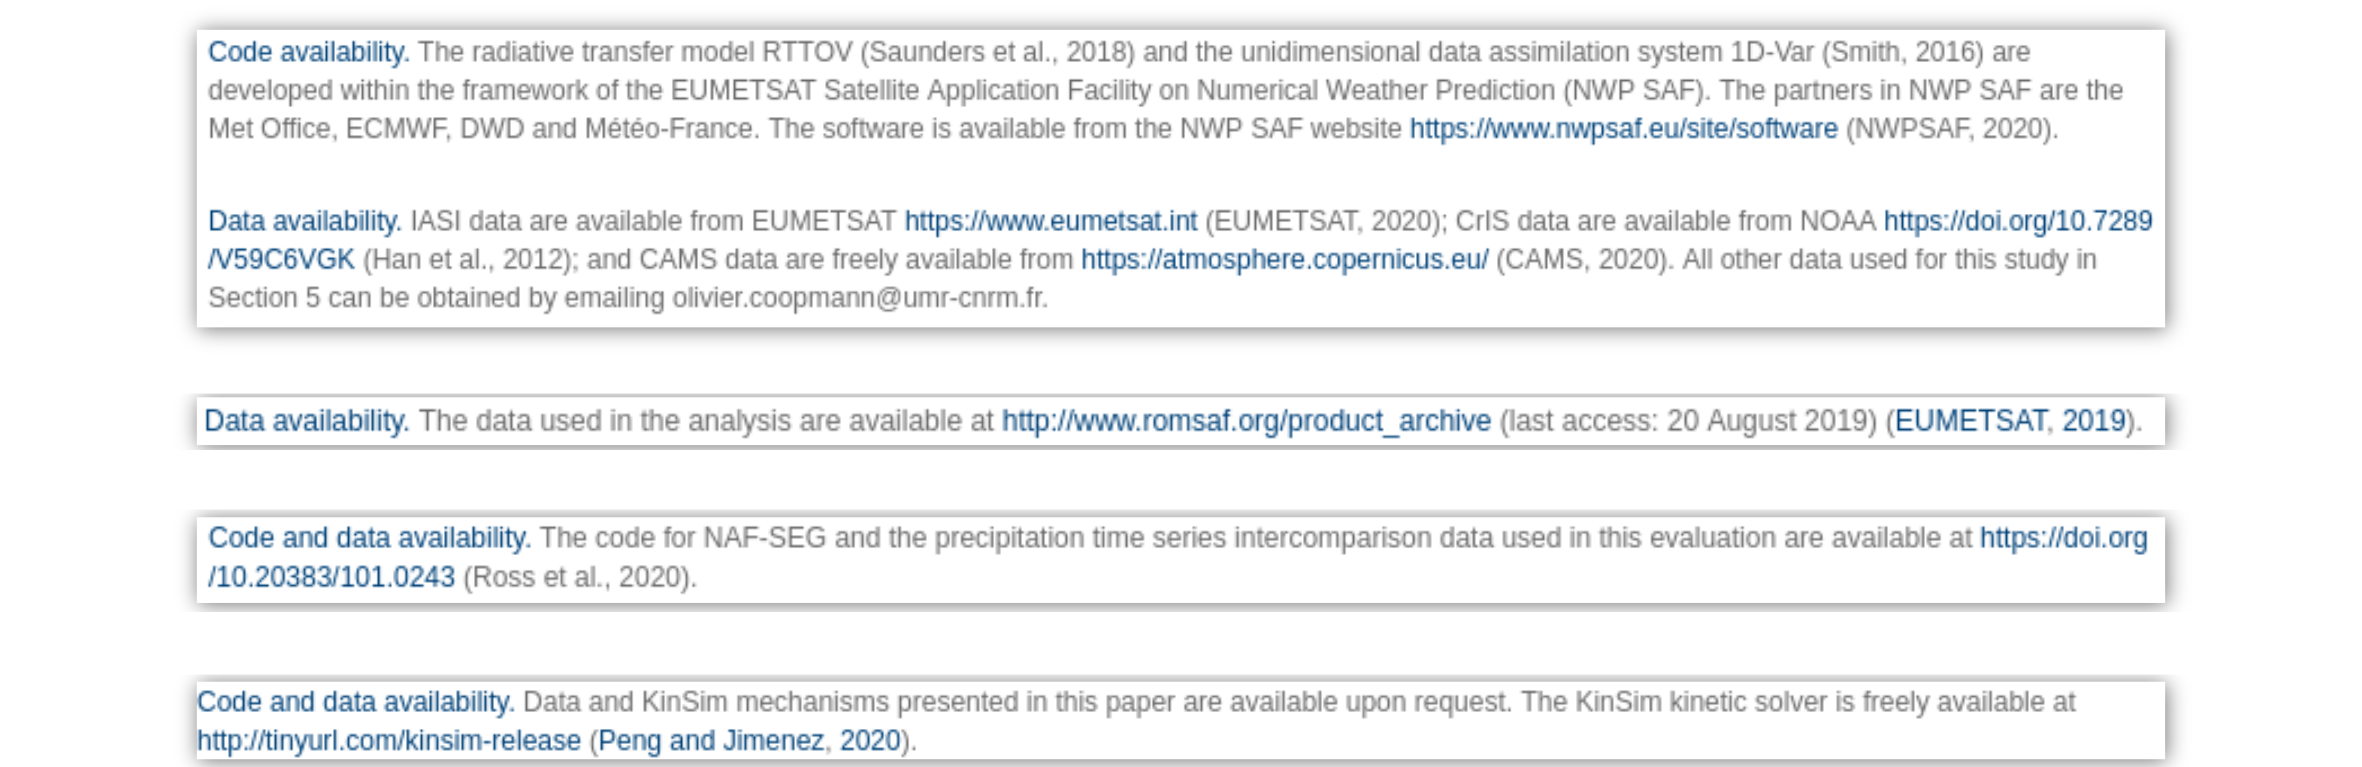 Code availability. The radiative transfer model RTTOV (Saunders et al., 2018) and the unidimensional data assimilation system 1D-Var (Smith, 2016) are
developed within the framework of the EUMETSAT Satellite Application Facility on Numerical Weather Prediction (NWP SAF). The partners in NWP SAF are the
Met Office, ECMWF, DWD and Météo-France. The software is available from the NWP SAF website https://www.nwpsaf.eu/site/software (NWPSAF, 2020).
Data availability. IASI data are available from EUMETSAT https://www.eumetsat.int (EUMETSAT, 2020); CrIS data are available from NOAA https://doi.org/10.7289
/V59C6VGK (Han et al., 2012); and CAMS data are freely available from https://atmosphere.copernicus.eu/ (CAMS, 2020). All other data used for this study in
Section 5 can be obtained by emailing olivier.coopmann@umr-cnrm.fr.
Data availability. The data used in the analysis are available at http://www.romsaf.org/product_archive (last access: 20 August 2019) (EUMETSAT, 2019).
Code and data availability. The code for NAF-SEG and the precipitation time series intercomparison data used in this evaluation are available at https://doi.org
/10.20383/101.0243 (Ross et al., 2020).
Code and data availability. Data and KinSim mechanisms presented in this paper are available upon request. The KinSim kinetic solver is freely available at
http://tinyurl.com/kinsim-release (Peng and Jimenez, 2020).